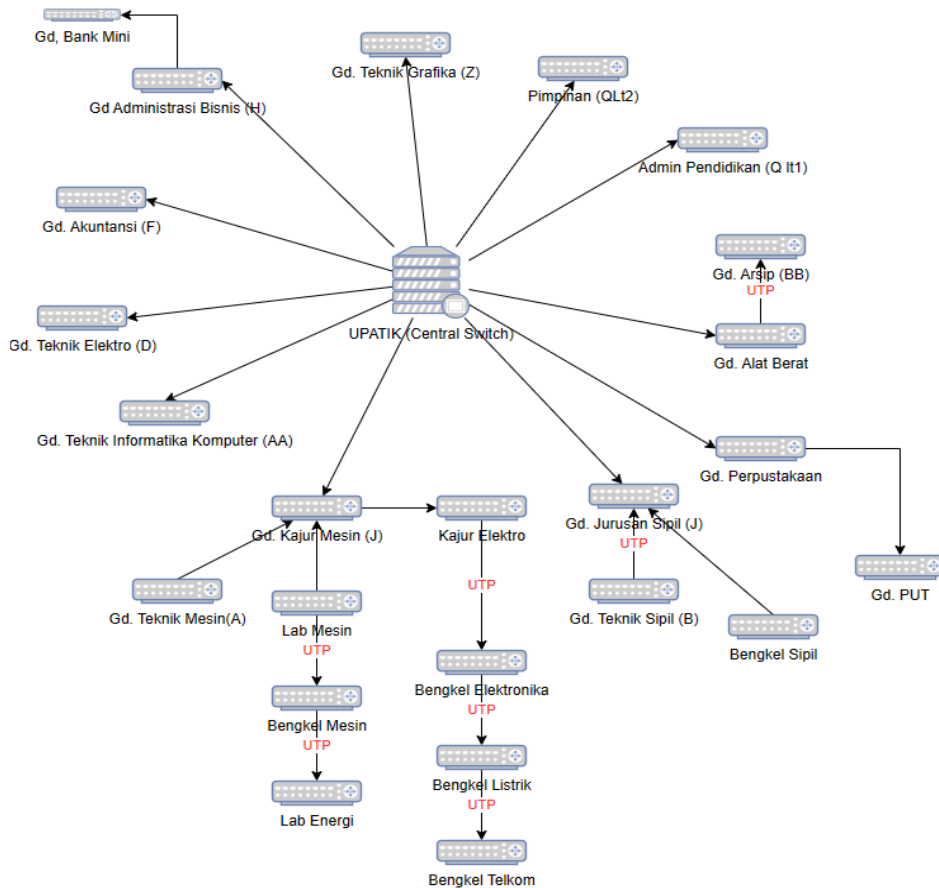 Gd, Bank Mini
Gd. Teknik Grafika (Z)
Pimpinan (QLt2)
Gd Administrasi Bisnis (H)
Admin Pendidikan (Q lt1)
Gd. Akuntansi (F)
Gd. Arsip (BB)
UTP
UPATIK (Central Switch)
Gd. Teknik Elektro (D)
Gd. Alat Berat
Gd. Teknik Informatika Komputer (AA)
Gd. Perpustakaan
Gd. Kajur Mesin (J)
Kajur Elektro
Gd. Jurusan Sipil (J)
UTP
UTP
Gd. PUT
Gd. Teknik Mesin(A)
Lab Mesin
Gd. Teknik Sipil (B)
Bengkel Sipil
UTP
Bengkel Elektronika
Bengkel Mesin
UTP
UTP
Bengkel Listrik
UTP
Lab Energi
Bengkel Telkom